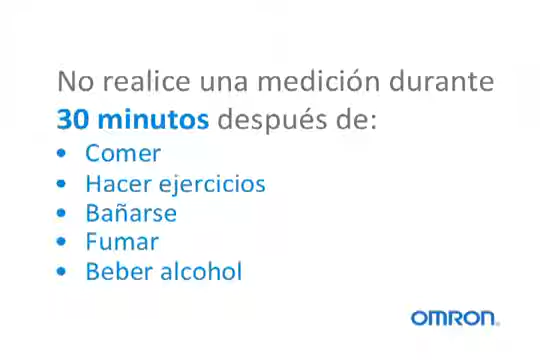 No realice una medición durante
30 minutos después de:
• Comer
• Hacer ejercicios
• Bañarse
• Fumar
• Beber alcohol
OMRON